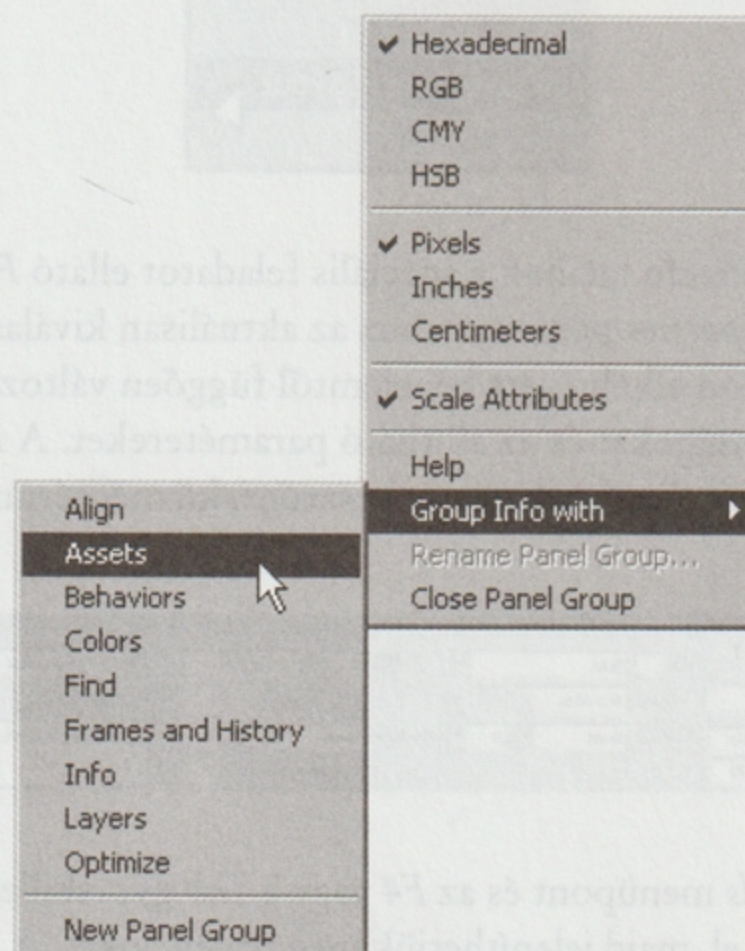 ✔ Hexadecimal
RGB
CMY
HSB
✔ Pixels
Inches
Centimeters
✔ Scale Attributes
Help
Group Info with
Rename Panel Group...
Close Panel Group
Align
Assets
Behaviors
Colors
Find
Frames and History
Info
Layers
Optimize
New Panel Group